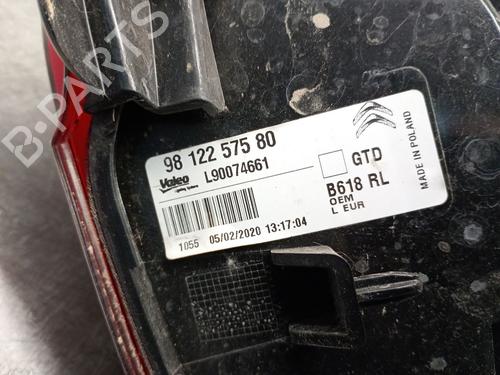 B-PARTS
98 122 575 80
Valeo
L90074661
GTD
MADE IN POLAND
B618 RL
OEM
L EUR
1055 05/02/2020 13:17:04